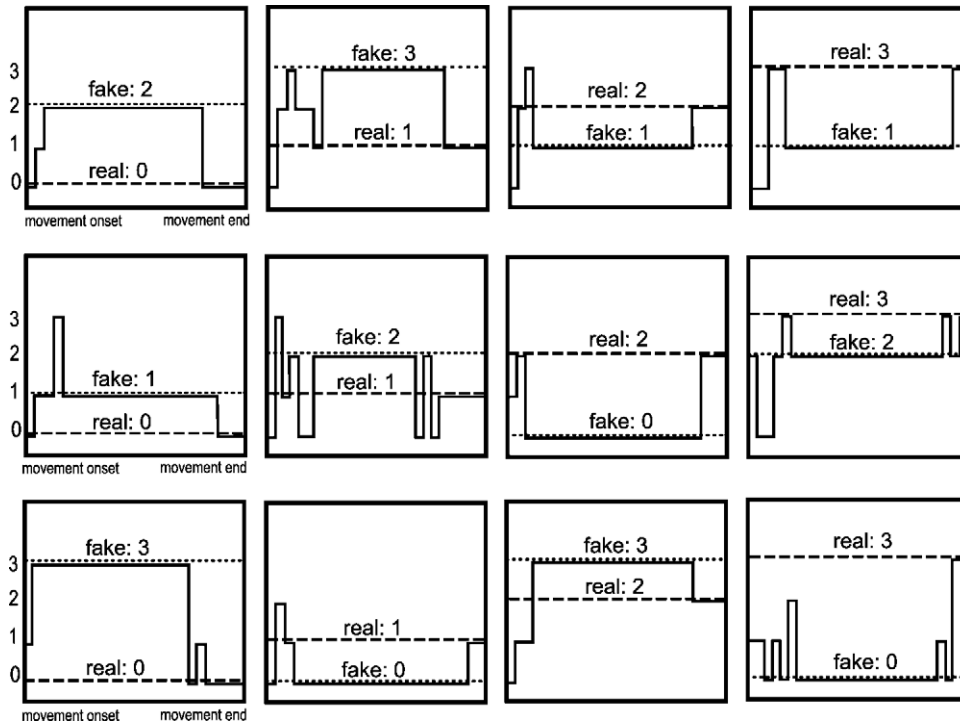 3
2
1
0
fake: 2
real: 0
movement onset movement end
fake: 3
real: 1
real: 2
fake: 1
real: 3
fake: 1
3
2
1
0
fake: 1
real: 0
movement onset movement end
fake: 2
real: 1
real: 2
fake: 0
real: 3
fake: 2
3
2
1
0
fake: 3
real: 0
movement onset movement end
real: 1
fake: 0
fake: 3
real: 2
real: 3
fake: 0